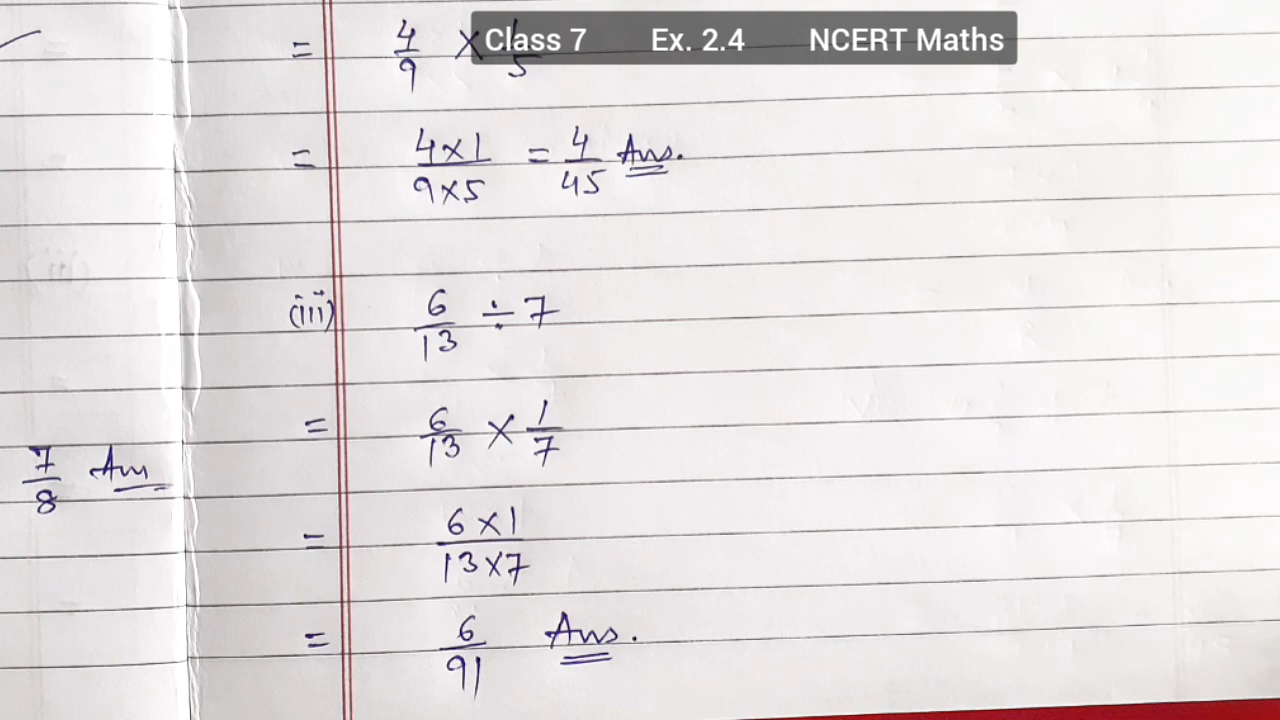 Class 7 Ex. 2.4 NCERT Maths
= 4/9 × 1/5
= 4×1/9×5 = 4/45 Ans.
(iii) 6/13 ÷ 7
= 6/13 × 1/7
7/8 Ans
= 6×1/13×7
= 6/91 Ans.